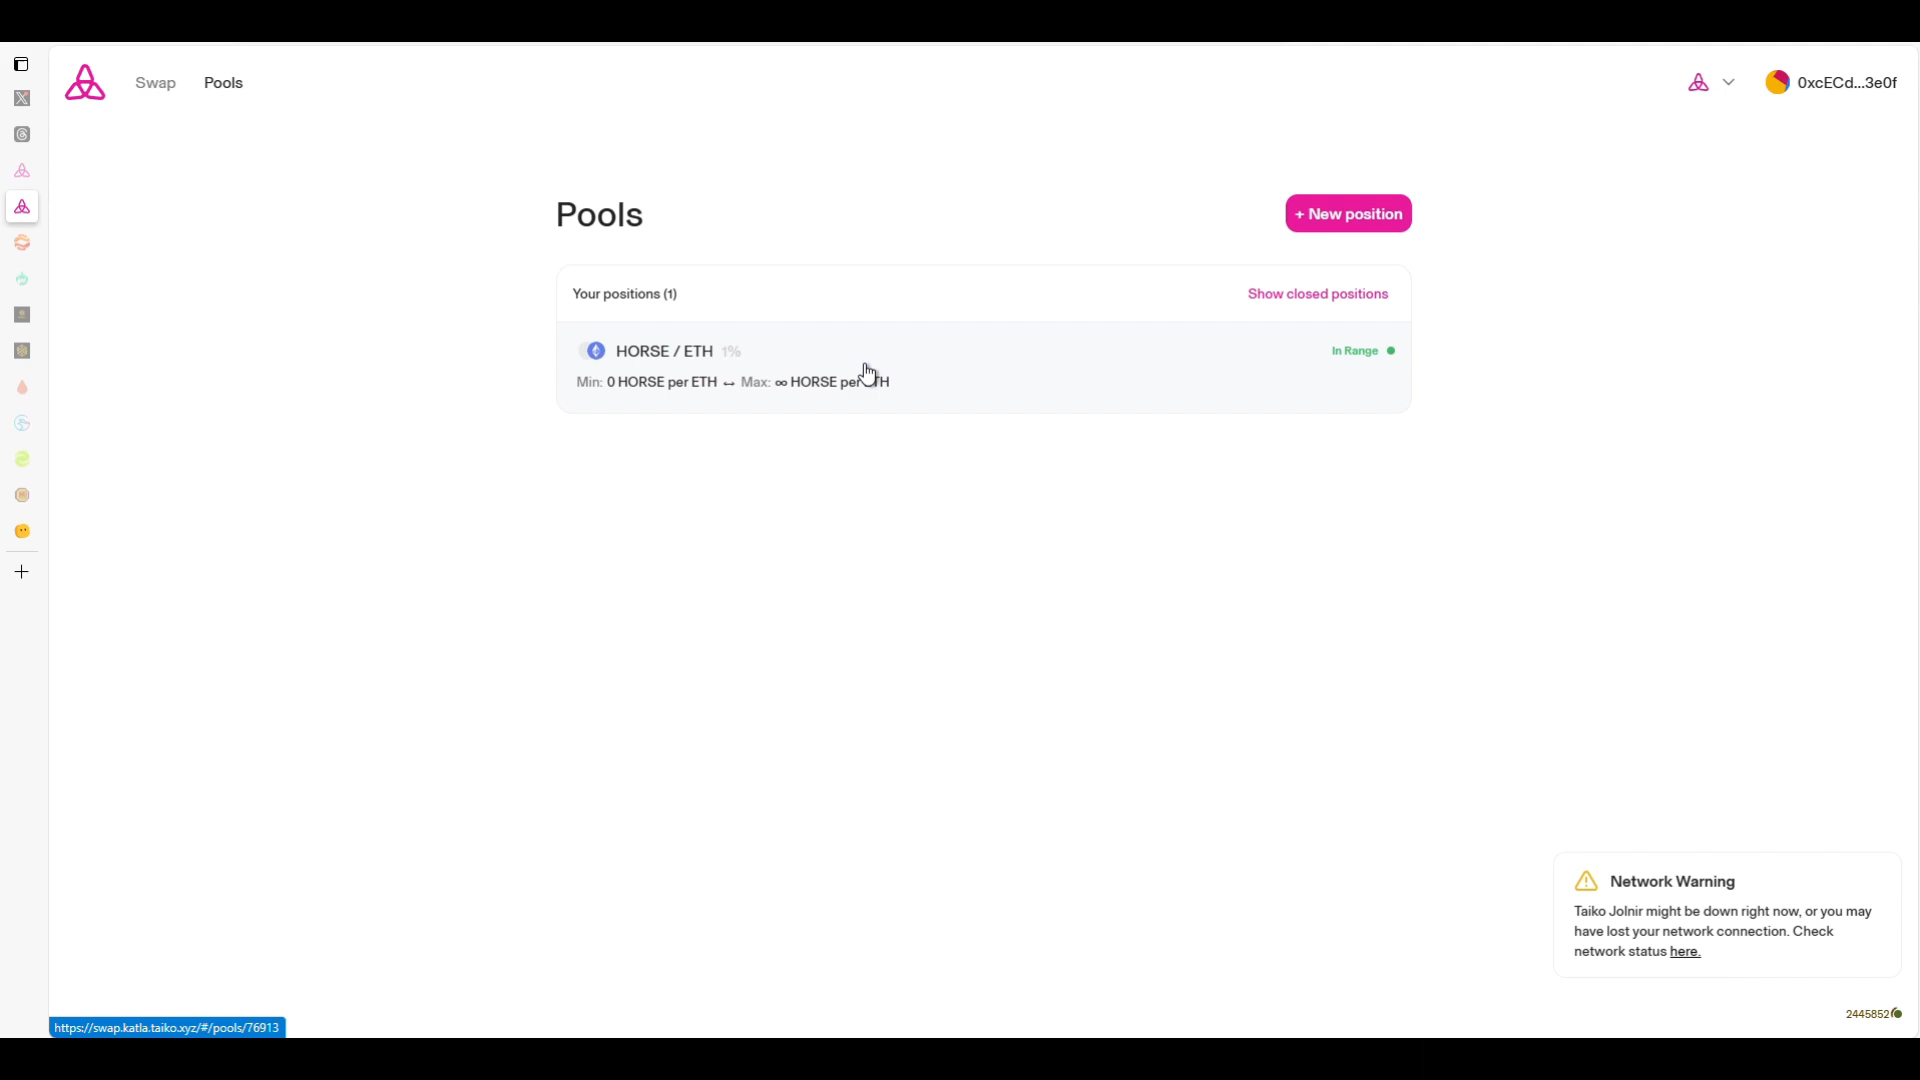 Swap
Pools
0xcECd...3e0f
Pools
+ New position
Your positions (1)
Show closed positions
HORSE / ETH 1%
In Range
Min: 0 HORSE per ETH ↔ Max: ∞ HORSE per ETH
Network Warning
Taiko Jolnir might be down right now, or you may
have lost your network connection. Check
network status here.
2445852
https://swap.katla.taiko.xyz/#/pools/76913